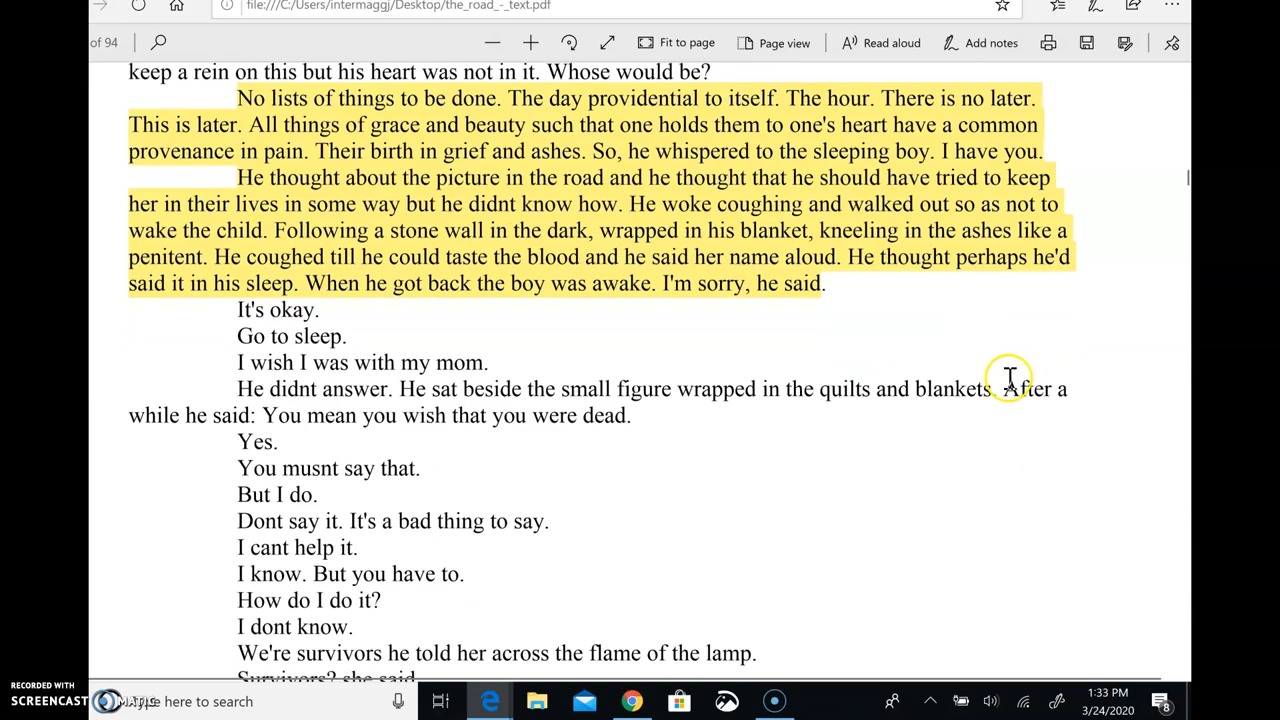 file:///C:/Users/intermaggj/Desktop/the_road_-_text.pdf
of 94
Fit to page
Page view
Read aloud
Add notes
keep a rein on this but his heart was not in it. Whose would be?
No lists of things to be done. The day providential to itself. The hour. There is no later.
This is later. All things of grace and beauty such that one holds them to one's heart have a common
provenance in pain. Their birth in grief and ashes. So, he whispered to the sleeping boy. I have you.
He thought about the picture in the road and he thought that he should have tried to keep
her in their lives in some way but he didnt know how. He woke coughing and walked out so as not to
wake the child. Following a stone wall in the dark, wrapped in his blanket, kneeling in the ashes like a
penitent. He coughed till he could taste the blood and he said her name aloud. He thought perhaps he'd
said it in his sleep. When he got back the boy was awake. I'm sorry, he said.
It's okay.
Go to sleep.
I wish I was with my mom.
He didnt answer. He sat beside the small figure wrapped in the quilts and blankets. After a
while he said: You mean you wish that you were dead.
Yes.
You musnt say that.
But I do.
Dont say it. It's a bad thing to say.
I cant help it.
I know. But you have to.
How do I do it?
I dont know.
We're survivors he told her across the flame of the lamp.
Survivors? she said.
RECORDED WITH
SCREENCAST MATIC
Type here to search
1:33 PM
3/24/2020
8